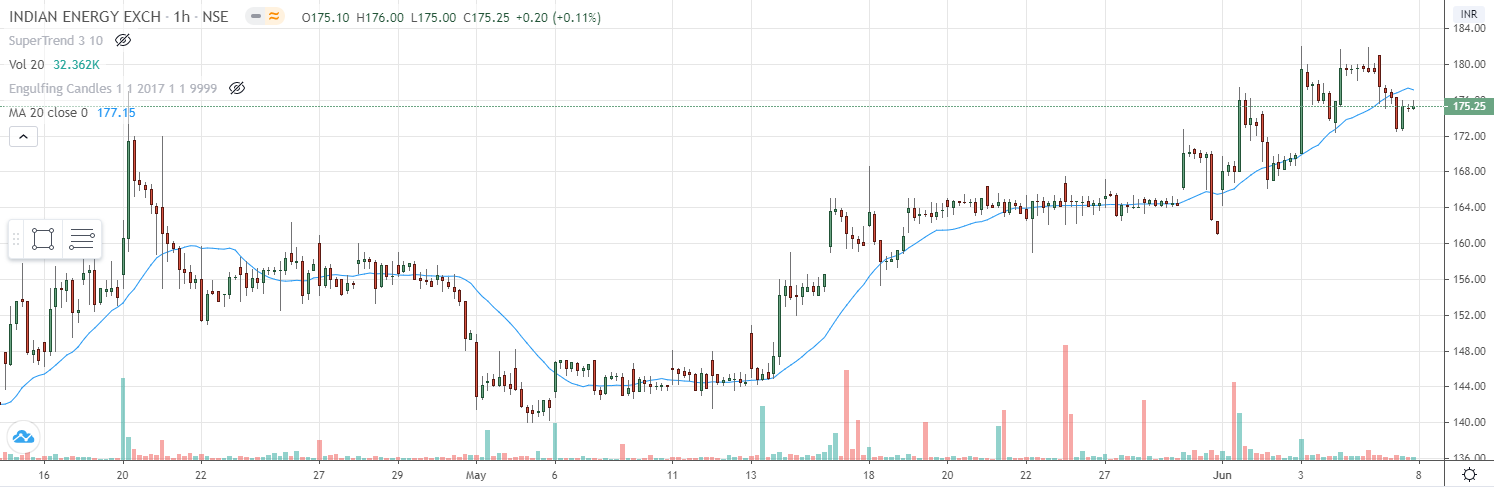 INDIAN ENERGY EXCH · 1h · NSE O175.10 H176.00 L175.00 C175.25 +0.20 (+0.11%)
SuperTrend 3 10
Vol 20 32.362K
Engulfing Candles 1 1 2017 1 1 9999
MA 20 close 0 177.15
INR
184.00
180.00
176.00
175.25
172.00
168.00
164.00
160.00
156.00
152.00
148.00
144.00
140.00
136.00
16 20 22 27 29 May 6 11 13 18 20 22 27 Jun 3 8